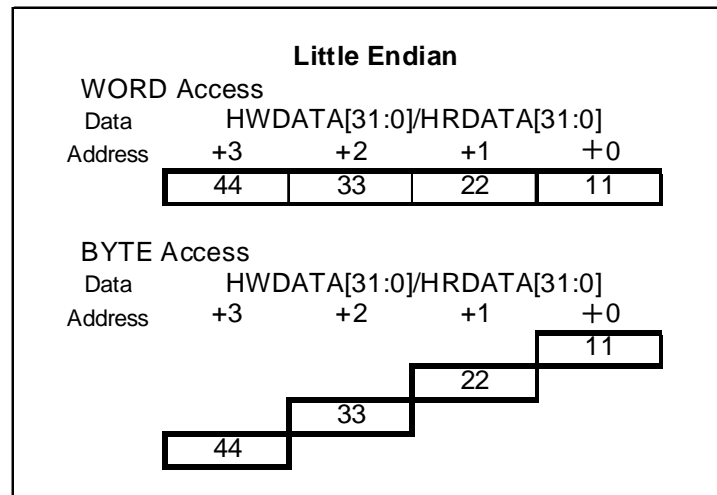 Little Endian
WORD Access
Data HWDATA[31:0]/HRDATA[31:0]
Address +3 +2 +1 +0
44 33 22 11
BYTE Access
Data HWDATA[31:0]/HRDATA[31:0]
Address +3 +2 +1 +0
11
22
33
44